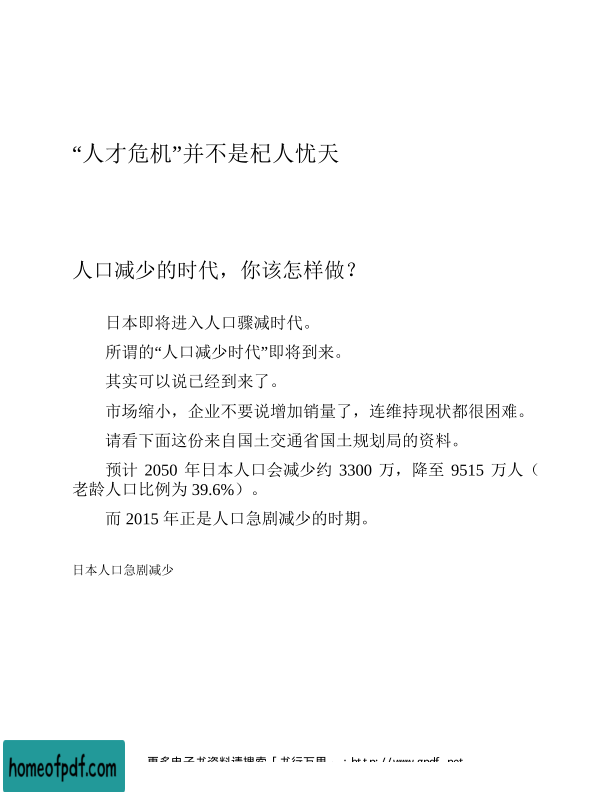 “人才危机”并不是杞人忧天
人口减少的时代，你该怎样做？
日本即将进入人口骤减时代。
所谓的“人口减少时代”即将到来。
其实可以说已经到来了。
市场缩小，企业不要说增加销量了，连维持现状都很困难。
请看下面这份来自国土交通省国土规划局的资料。
预计 2050 年日本人口会减少约 3300 万，降至 9515 万人（
老龄人口比例为 39.6%）。
而 2015 年正是人口急剧减少的时期。
日本人口急剧减少
更多电子书资料请搜索「书行万里
homeofpdf.com